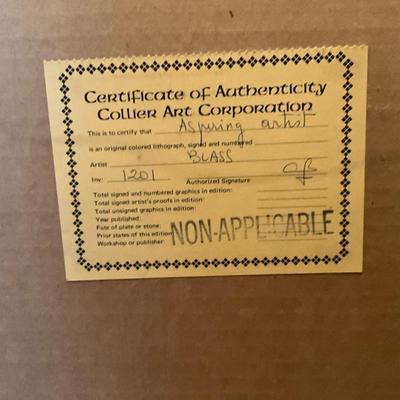 Certificate of Authenticity
Collier Art Corporation
This is to certify that Aspiring artist
is an original colored lithograph, signed and numbered
Artist BLASS
Inv: 1201 Authorized Signature
Total signed and numbered graphics in edition:
Total signed artist's proofs in edition:
Total unsigned graphics in edition:
Year published:
Fate of plate or stone:
Prior states of this edition:
Workshop or publisher:
NON-APPLICABLE